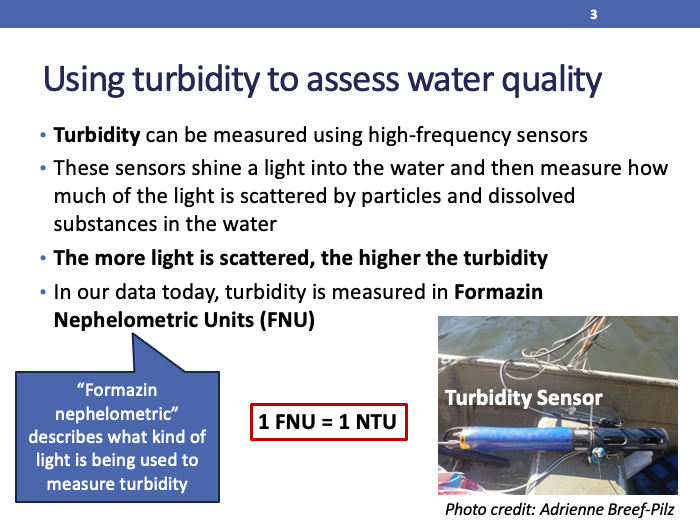 3
Using turbidity to assess water quality
• Turbidity can be measured using high-frequency sensors
• These sensors shine a light into the water and then measure how
much of the light is scattered by particles and dissolved
substances in the water
• The more light is scattered, the higher the turbidity
• In our data today, turbidity is measured in Formazin
Nephelometric Units (FNU)
“Formazin
nephelometric”
describes what kind of
light is being used to
measure turbidity
1 FNU = 1 NTU
Turbidity Sensor
Photo credit: Adrienne Breef-Pilz